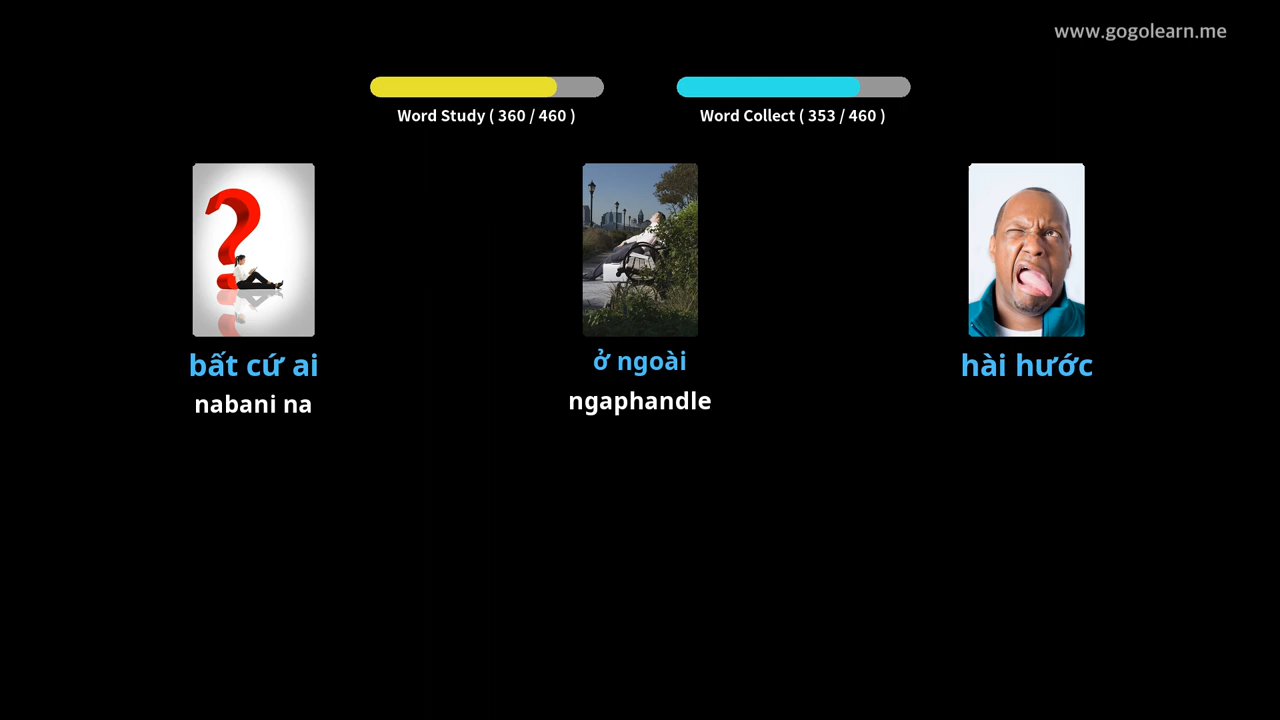 www.gogolearn.me
Word Study ( 360 / 460 )
Word Collect ( 353 / 460 )
bất cứ ai
nabani na
ở ngoài
ngaphandle
hài hước